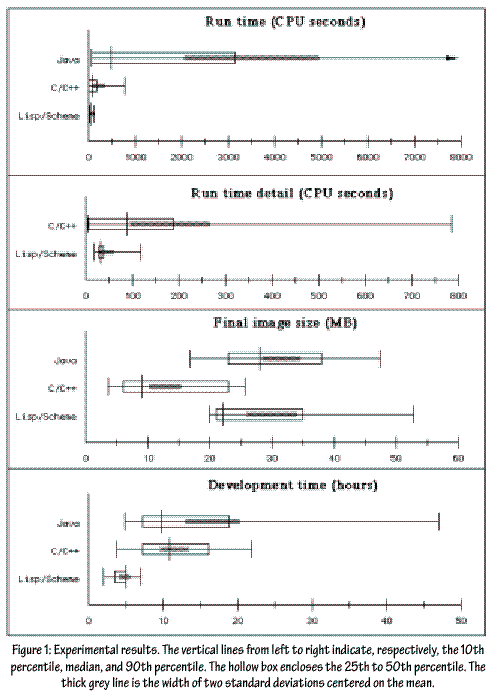 Run time (CPU seconds)
Java
C/C++
Lisp/Scheme
0 1000 2000 3000 4000 5000 6000 7000 8000
Run time detail (CPU seconds)
C/C++
Lisp/Scheme
0 100 200 300 400 500 600 700 800
Final image size (MB)
Java
C/C++
Lisp/Scheme
0 10 20 30 40 50 60
Development time (hours)
Java
C/C++
Lisp/Scheme
0 10 20 30 40 50
Figure 1: Experimental results. The vertical lines from left to right indicate, respectively, the 10th
percentile, median, and 90th percentile. The hollow box encloses the 25th to 50th percentile. The
thick grey line is the width of two standard deviations centered on the mean.